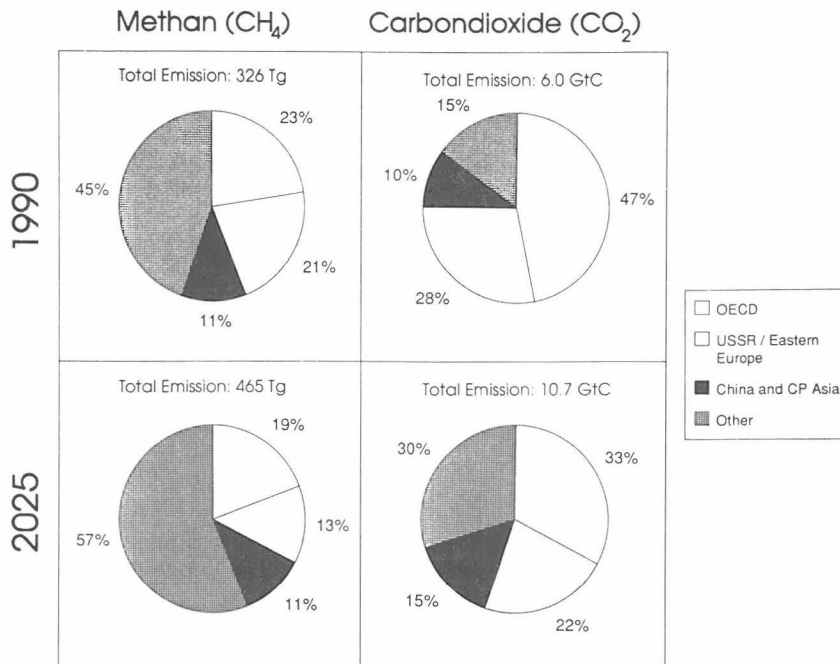 Methan (CH₄)
Carbondioxide (CO₂)
1990
Total Emission: 326 Tg
23%
45%
21%
11%
Total Emission: 6.0 GtC
15%
10%
47%
28%
2025
Total Emission: 465 Tg
19%
57%
13%
11%
Total Emission: 10.7 GtC
30%
33%
15%
22%
OECD
USSR / Eastern
Europe
China and CP Asia
Other